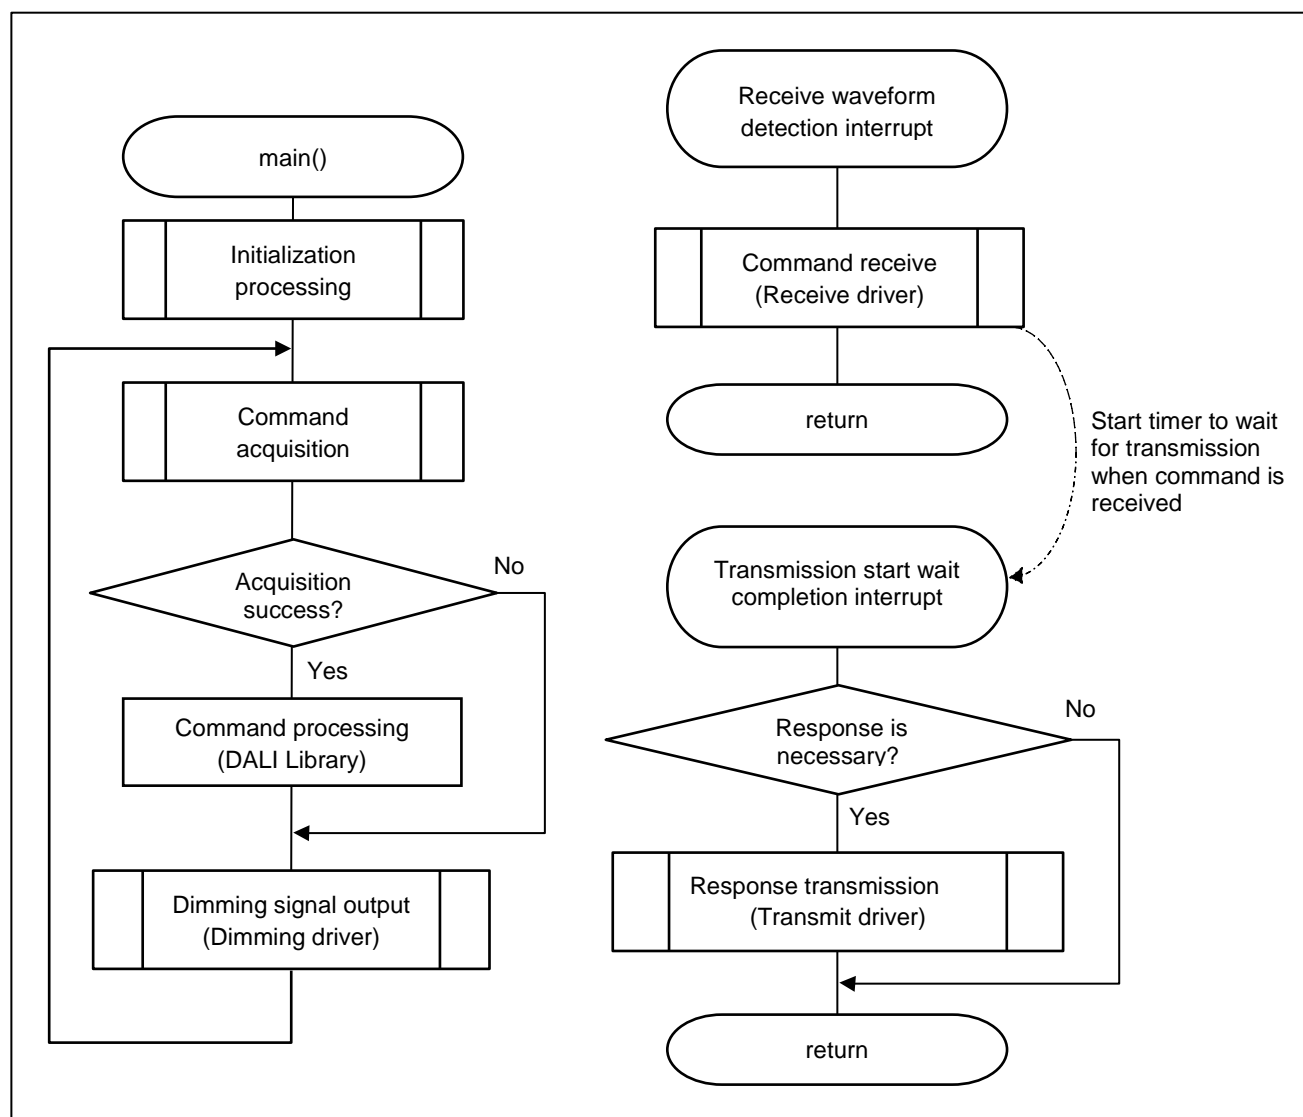 main()
Initialization
processing
Command
acquisition
Acquisition
success?
No
Yes
Command processing
(DALI Library)
Dimming signal output
(Dimming driver)
Receive waveform
detection interrupt
Command receive
(Receive driver)
return
Start timer to wait
for transmission
when command is
received
Transmission start wait
completion interrupt
Response is
necessary?
No
Yes
Response transmission
(Transmit driver)
return